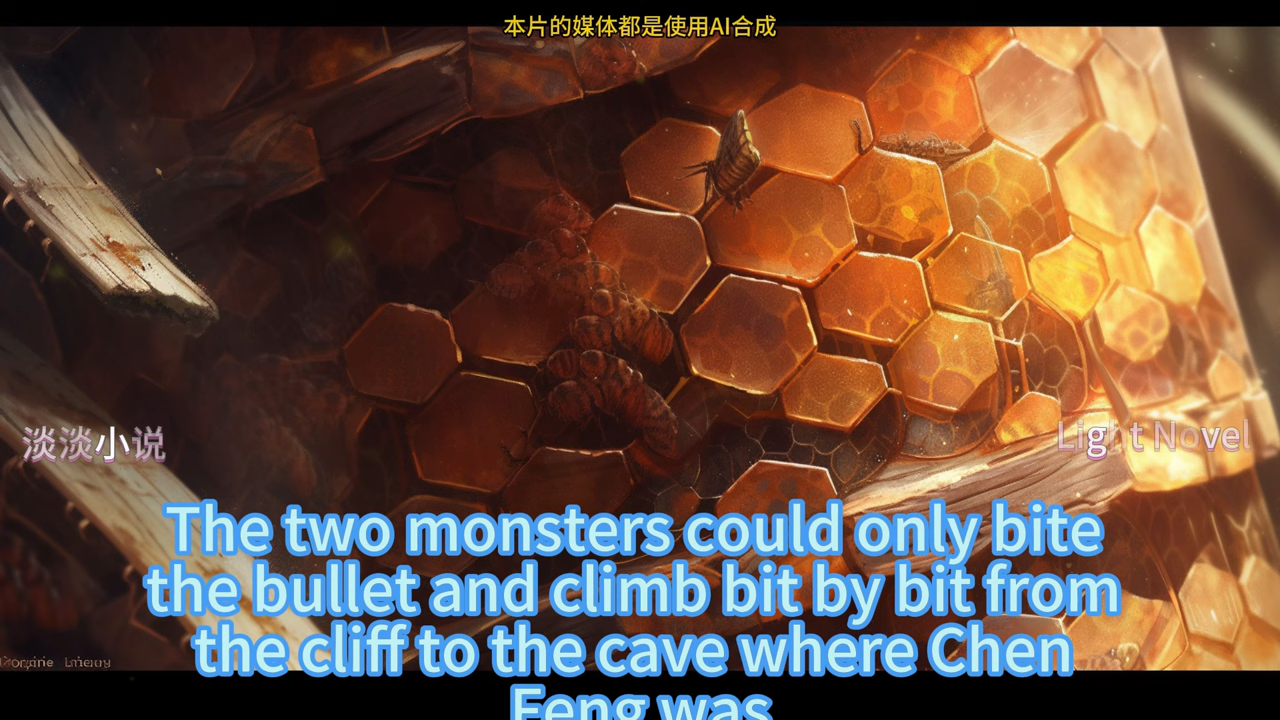 本片的媒体都是使用AI合成
淡淡小说
Light Novel
The two monsters could only bite
the bullet and climb bit by bit from
the cliff to the cave where Chen
Feng was